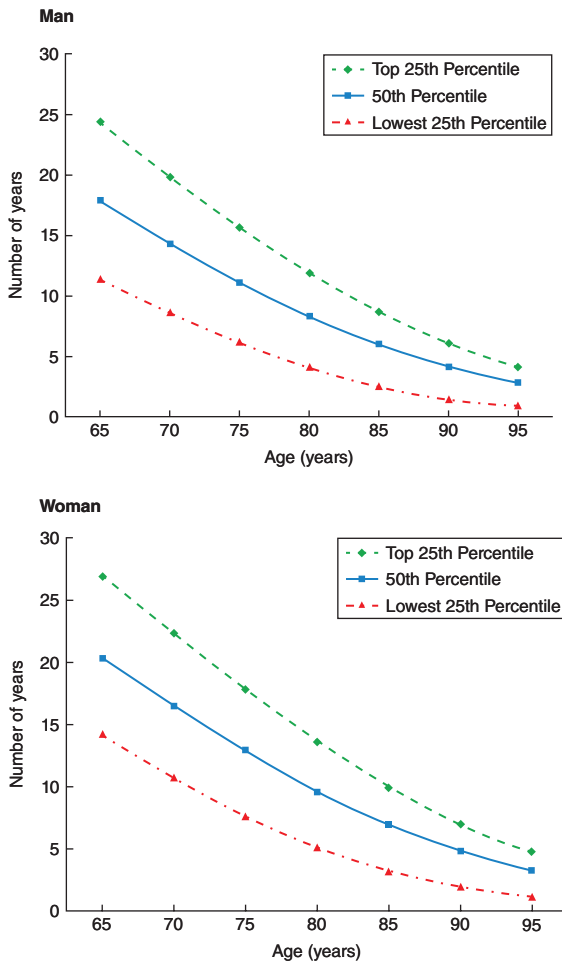 Man
30
25
20
15
10
5
0
Number of years
Top 25th Percentile
50th Percentile
Lowest 25th Percentile
65 70 75 80 85 90 95
Age (years)
Woman
30
25
20
15
10
5
0
Number of years
Top 25th Percentile
50th Percentile
Lowest 25th Percentile
65 70 75 80 85 90 95
Age (years)